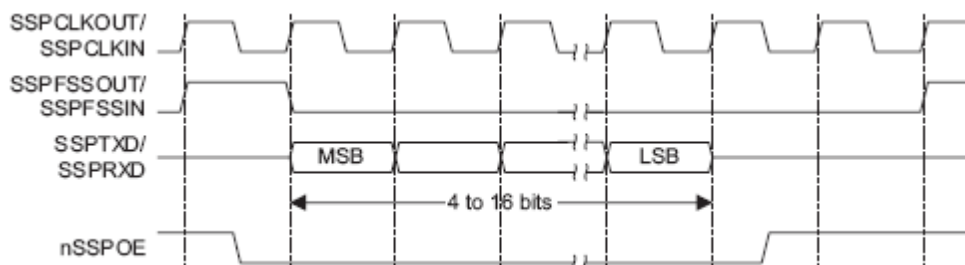 SSPCLKOUT/
SSPCLKIN
SSPFSSOUT/
SSPFSSIN
SSPTXD/
SSPRXD
MSB
LSB
4 to 16 bits
nSSPOE